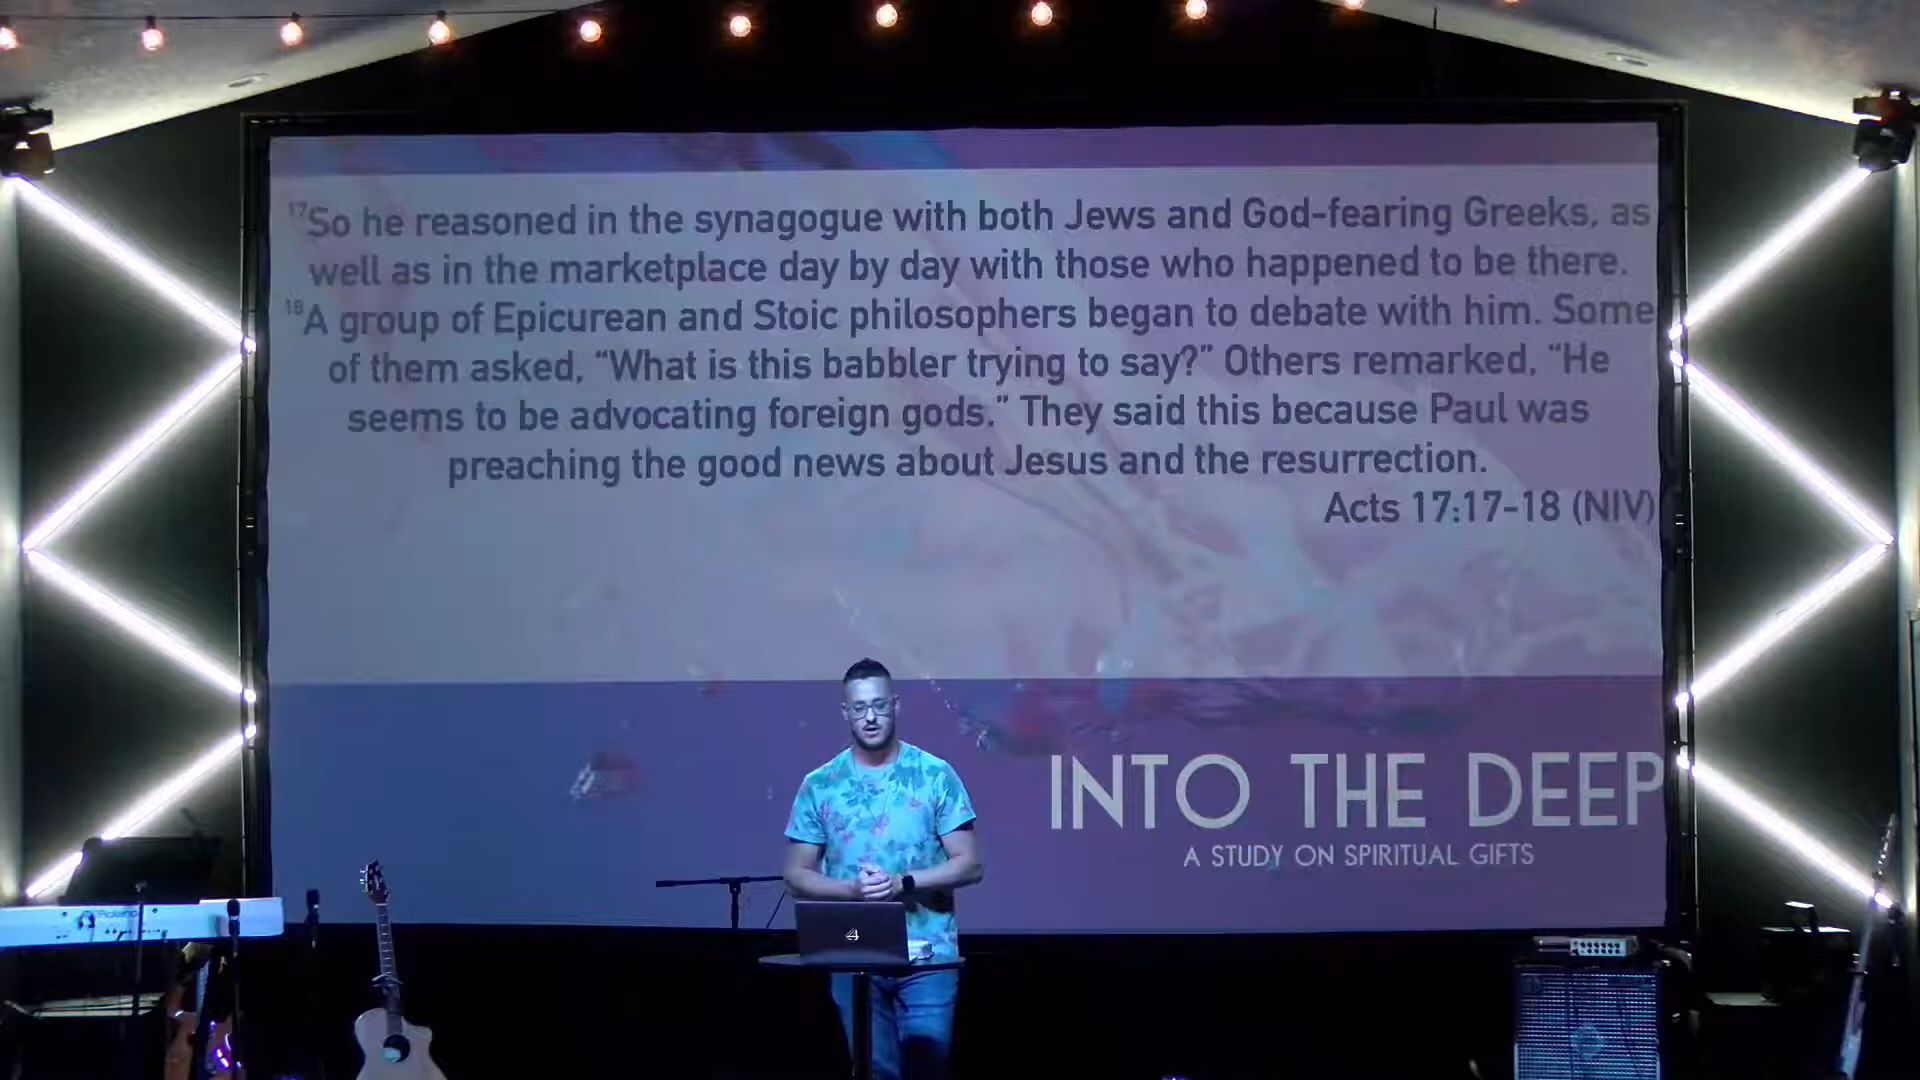 ¹⁷So he reasoned in the synagogue with both Jews and God-fearing Greeks, as
well as in the marketplace day by day with those who happened to be there.
¹⁸A group of Epicurean and Stoic philosophers began to debate with him. Some
of them asked, “What is this babbler trying to say?” Others remarked, “He
seems to be advocating foreign gods.” They said this because Paul was
preaching the good news about Jesus and the resurrection.
Acts 17:17-18 (NIV)
INTO THE DEEP
A STUDY ON SPIRITUAL GIFTS
Roland